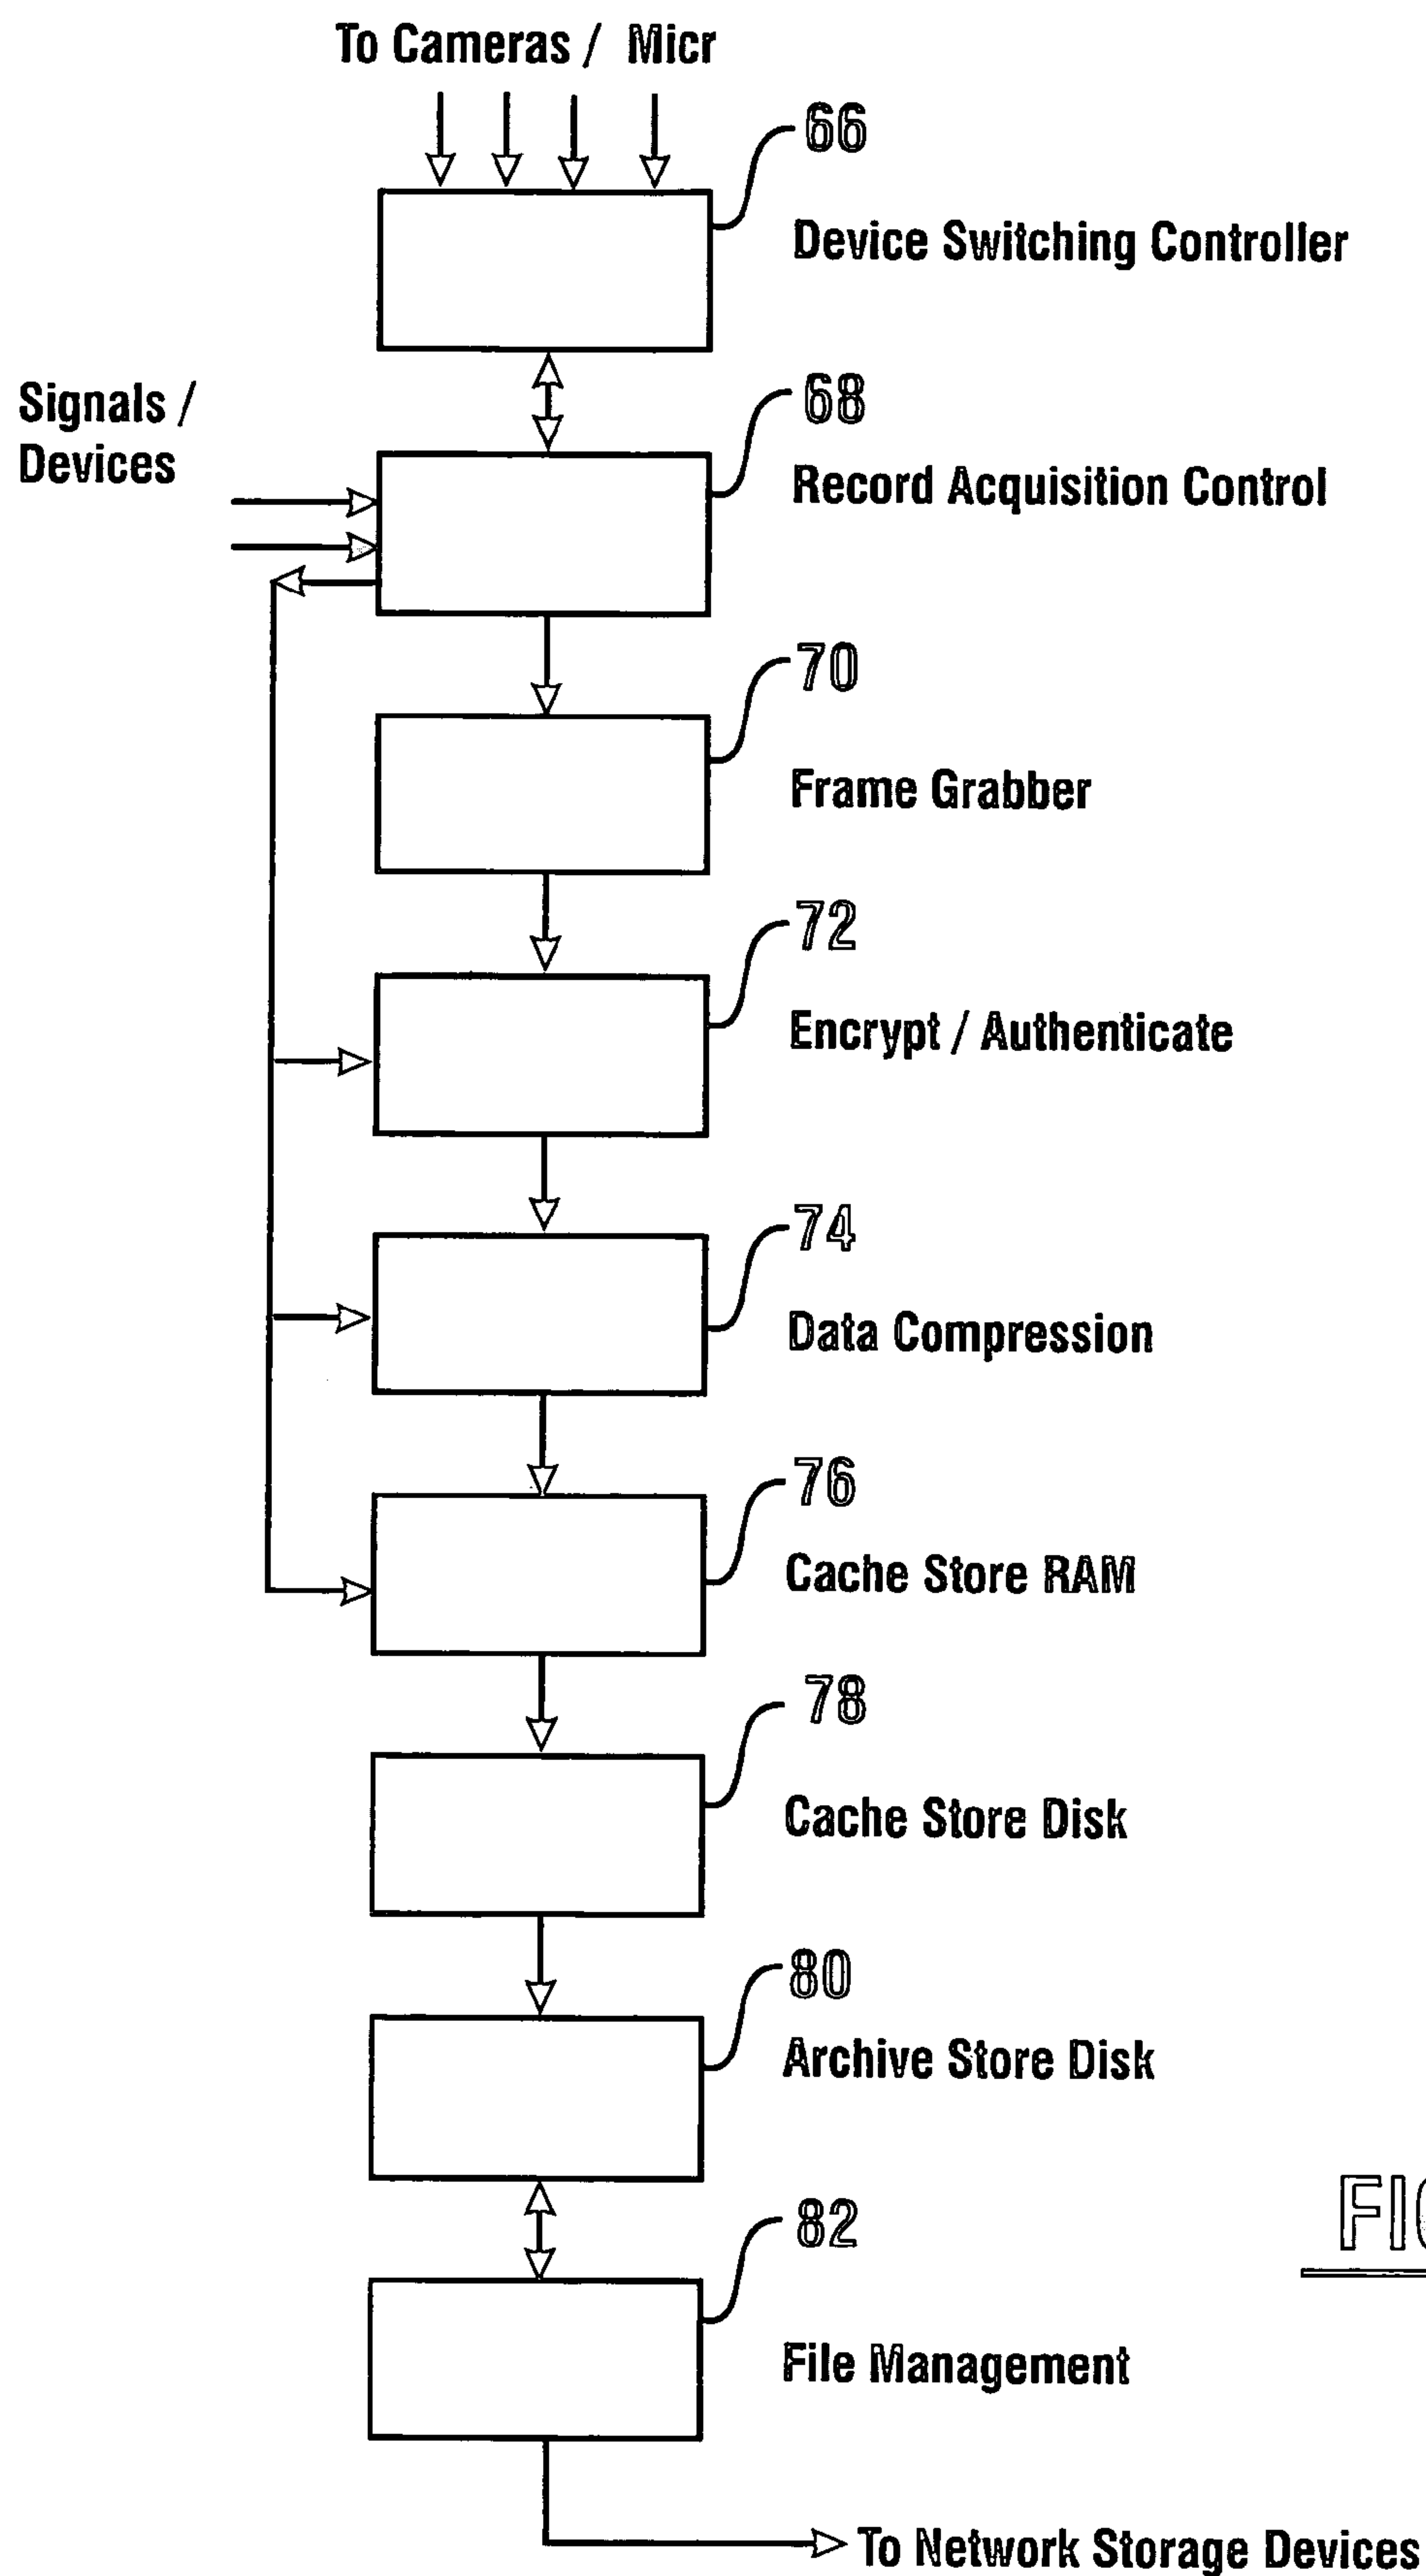 To Cameras / Micr
66
Device Switching Controller
Signals /
Devices
68
Record Acquisition Control
70
Frame Grabber
72
Encrypt / Authenticate
74
Data Compression
76
Cache Store RAM
78
Cache Store Disk
80
Archive Store Disk
82
File Management
To Network Storage Devices